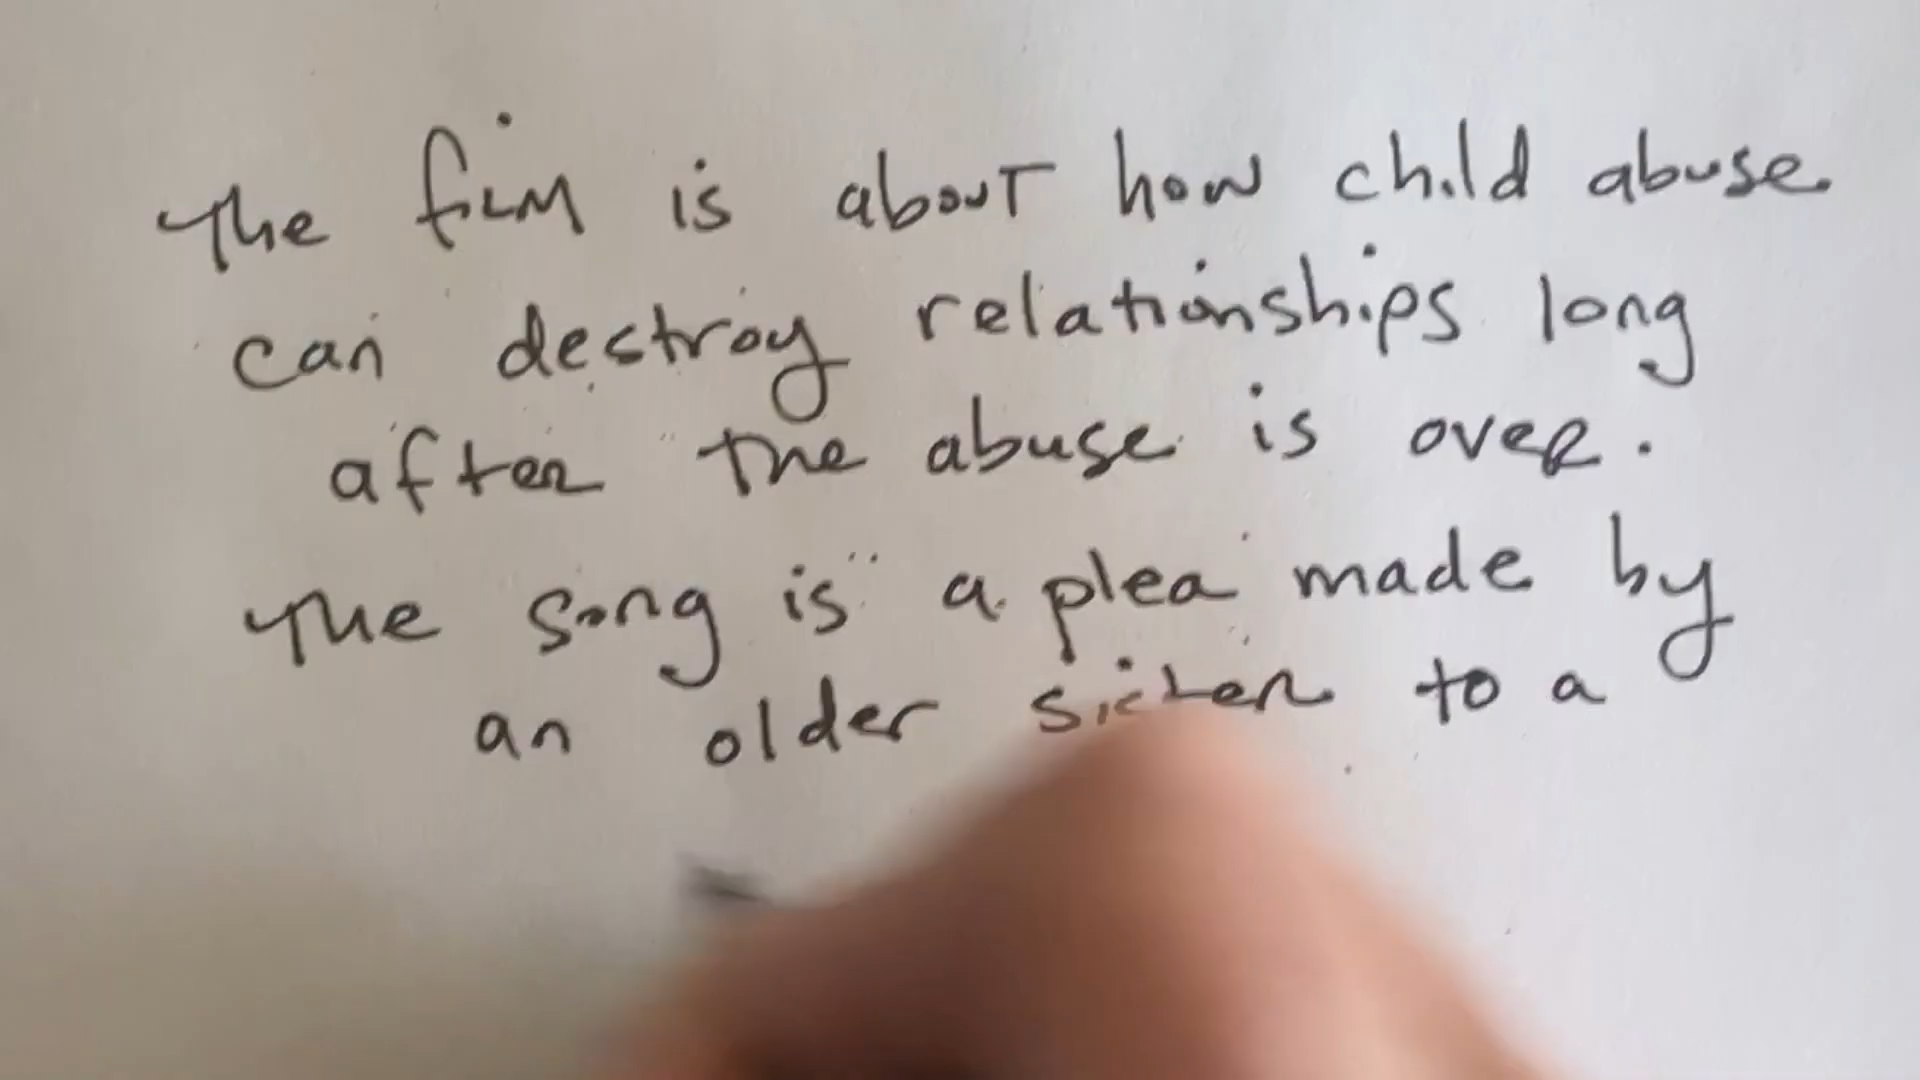 The film is about how child abuse
can destroy relationships long
after the abuse is over.
The song is a plea made by
an older sister to a